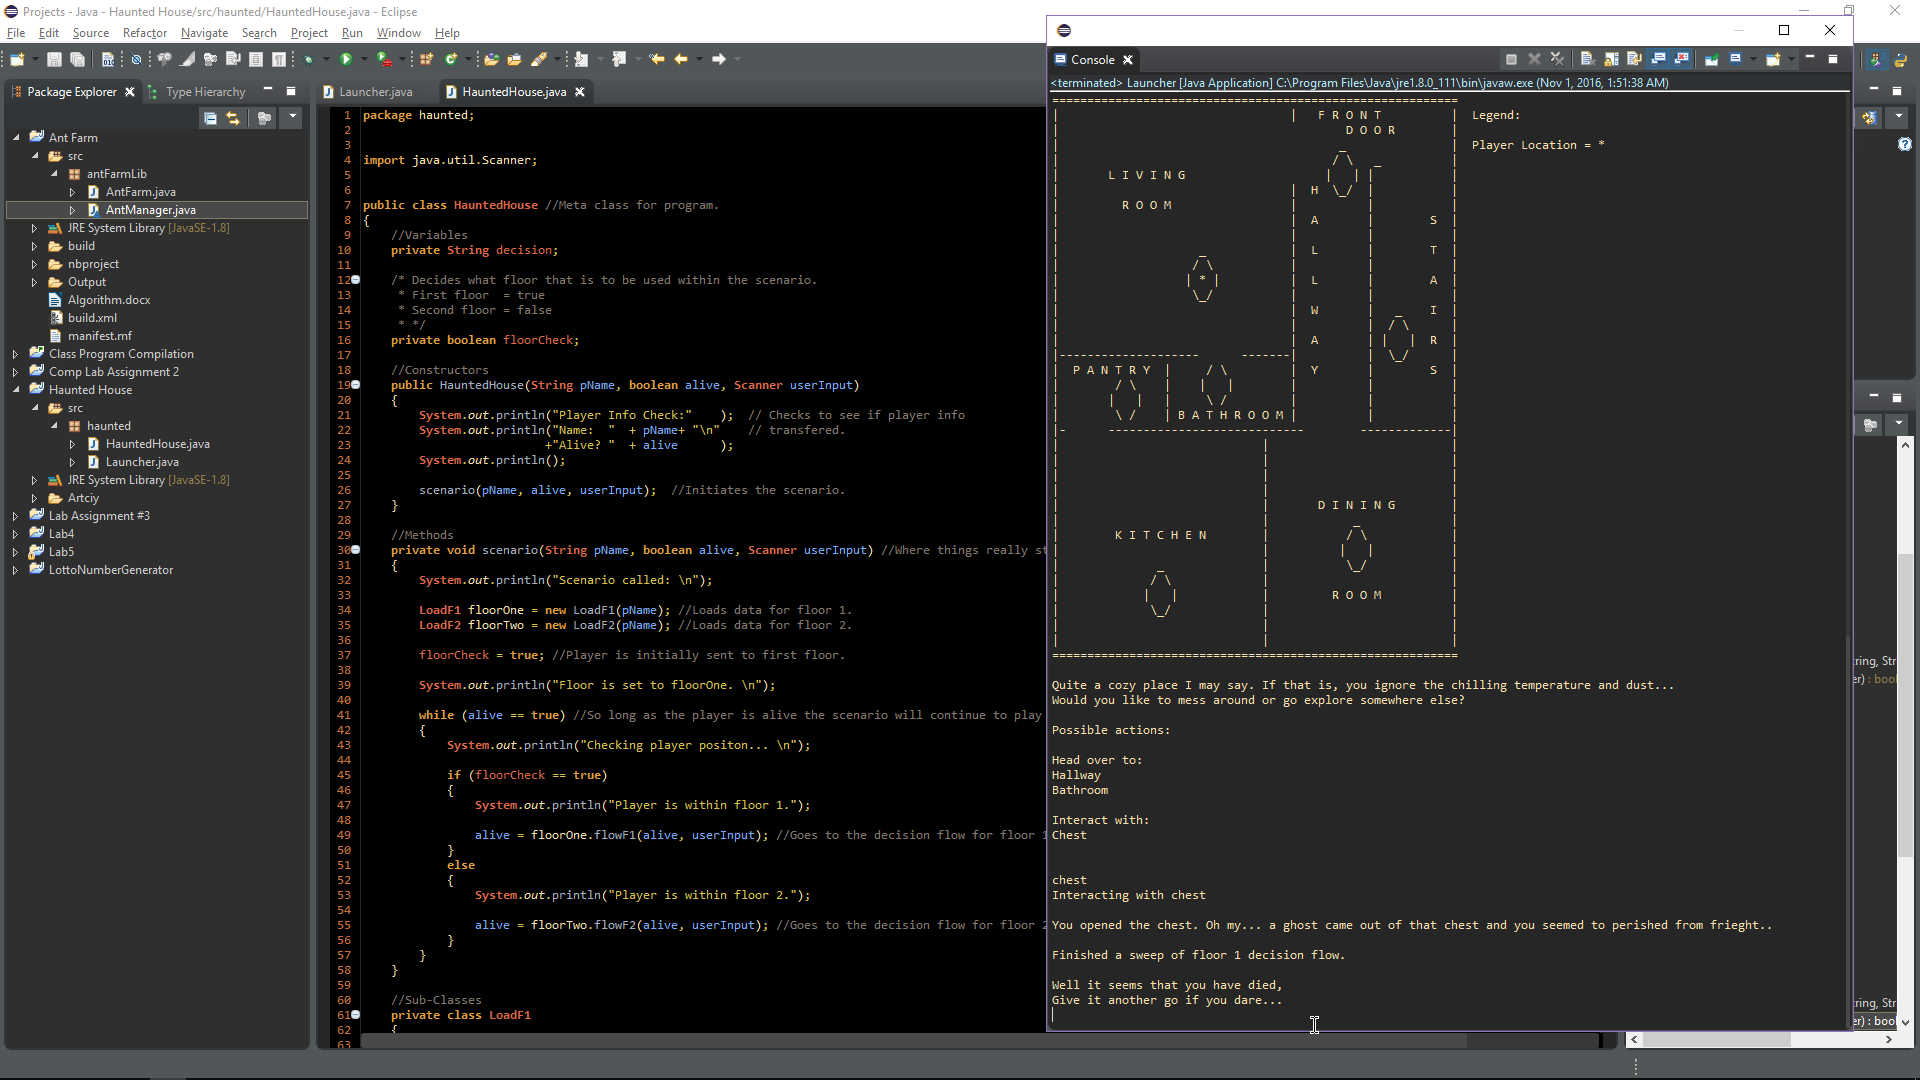 Projects - Java - Haunted House/src/haunted/HauntedHouse.java - Eclipse
File Edit Source Refactor Navigate Search Project Run Window Help
Package Explorer Type Hierarchy
Ant Farm
src
antFarmLib
AntFarm.java
AntManager.java
JRE System Library [JavaSE-1.8]
build
nbproject
Output
Algorithm.docx
build.xml
manifest.mf
Class Program Compilation
Comp Lab Assignment 2
Haunted House
src
haunted
HauntedHouse.java
Launcher.java
JRE System Library [JavaSE-1.8]
Artciy
Lab Assignment #3
Lab4
Lab5
LottoNumberGenerator
Launcher.java HauntedHouse.java
1 package haunted;
2
3
4 import java.util.Scanner;
5
6
7 public class HauntedHouse //Meta class for program.
8 {
9 //Variables
10 private String decision;
11
12 /* Decides what floor that is to be used within the scenario.
13 * First floor = true
14 * Second floor = false
15 * */
16 private boolean floorCheck;
17
18 //Constructors
19 public HauntedHouse(String pName, boolean alive, Scanner userInput)
20 {
21 System.out.println("Player Info Check:" ); // Checks to see if player info
22 System.out.println("Name: " + pName+ "\n" // transfered.
23 +"Alive? " + alive );
24 System.out.println();
25
26 scenario(pName, alive, userInput); //Initiates the scenario.
27 }
28
29 //Methods
30 private void scenario(String pName, boolean alive, Scanner userInput) //Where things really st
31 {
32 System.out.println("Scenario called: \n");
33
34 LoadF1 floorOne = new LoadF1(pName); //Loads data for floor 1.
35 LoadF2 floorTwo = new LoadF2(pName); //Loads data for floor 2.
36
37 floorCheck = true; //Player is initially sent to first floor.
38
39 System.out.println("Floor is set to floorOne. \n");
40
41 while (alive == true) //So long as the player is alive the scenario will continue to play
42 {
43 System.out.println("Checking player positon... \n");
44
45 if (floorCheck == true)
46 {
47 System.out.println("Player is within floor 1.");
48
49 alive = floorOne.flowF1(alive, userInput); //Goes to the decision flow for floor 1
50 }
51 else
52 {
53 System.out.println("Player is within floor 2.");
54
55 alive = floorTwo.flowF2(alive, userInput); //Goes to the decision flow for floor 2
56 }
57 }
58 }
59
60 //Sub-Classes
61 private class LoadF1
62 {
63
Console
<terminated> Launcher [Java Application] C:\Program Files\Java\jre1.8.0_111\bin\javaw.exe (Nov 1, 2016, 1:51:38 AM)
F R O N T
D O O R
Legend:
Player Location = *
L I V I N G
R O O M
*
H A L L W A Y
S T A I R S
P A N T R Y
B A T H R O O M
D I N I N G
R O O M
K I T C H E N
Quite a cozy place I may say. If that is, you ignore the chilling temperature and dust...
Would you like to mess around or go explore somewhere else?
Possible actions:
Head over to:
Hallway
Bathroom
Interact with:
Chest
chest
Interacting with chest
You opened the chest. Oh my... a ghost came out of that chest and you seemed to perished from frieght..
Finished a sweep of floor 1 decision flow.
Well it seems that you have died,
Give it another go if you dare...
ring, Str
er) : bool
ring, Str
er) : bool